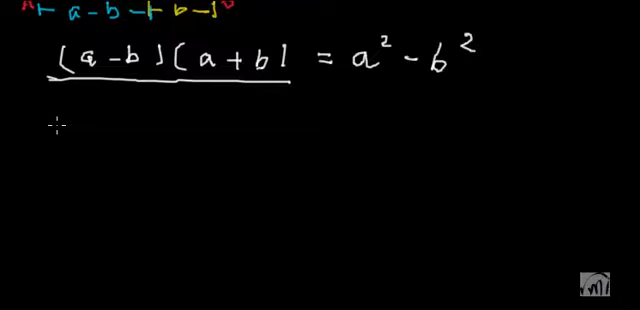 a - b b
(a - b)(a + b) = a² - b²